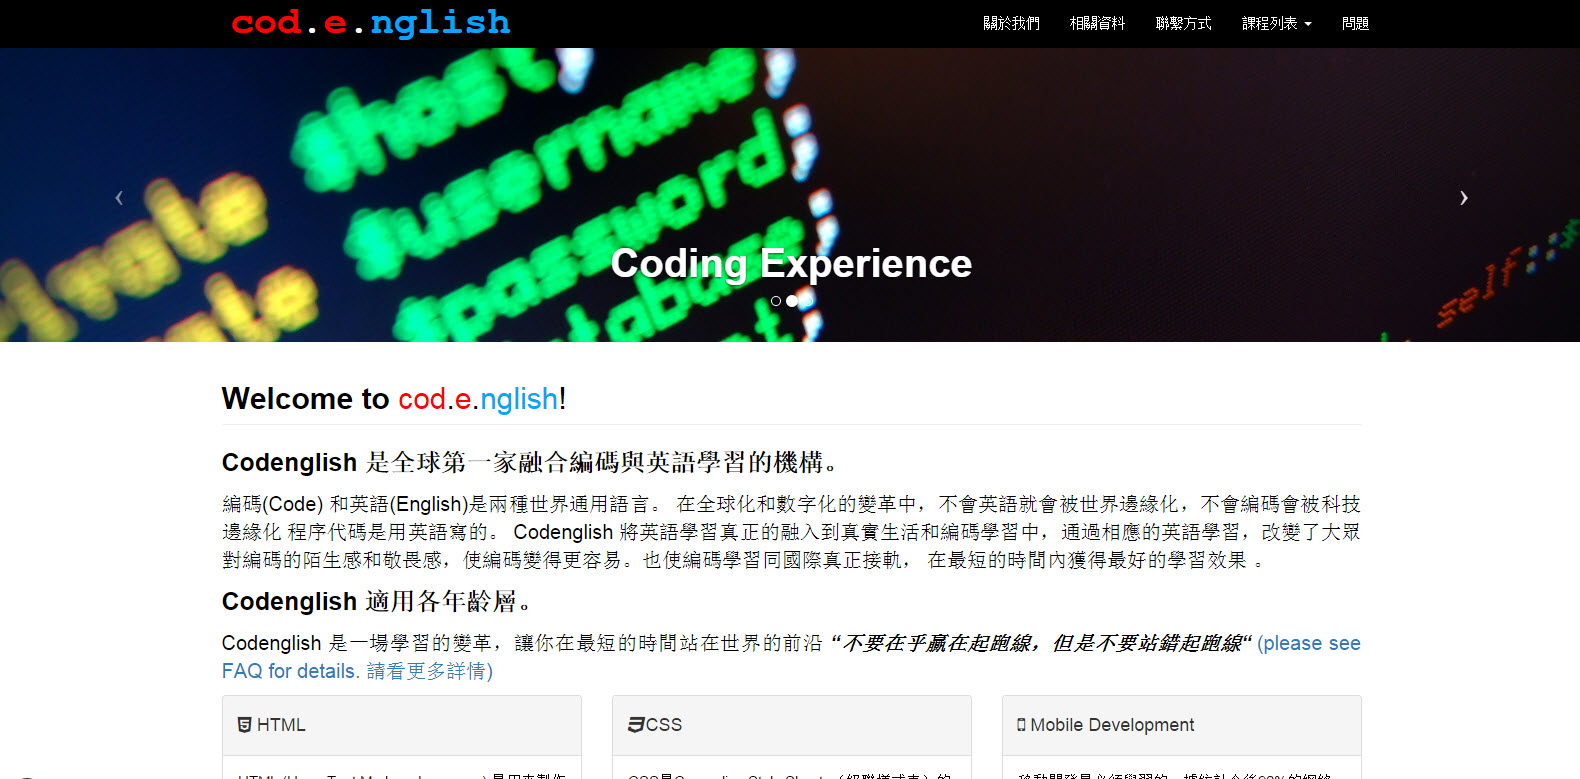 cod.e.nglish
關於我們 相關資料 聯繫方式 課程列表 問題
$host
$username
$password
Coding Experience
self::
Welcome to cod.e.nglish!
Codenglish 是全球第一家融合編碼與英語學習的機構。
編碼(Code) 和英語(English)是兩種世界通用語言。 在全球化和數字化的變革中，不會英語就會被世界邊緣化，不會編碼會被科技
邊緣化 程序代碼是用英語寫的。 Codenglish 將英語學習真正的融入到真實生活和編碼學習中，通過相應的英語學習，改變了大眾
對編碼的陌生感和敬畏感，使編碼變得更容易。也使編碼學習同國際真正接軌， 在最短的時間內獲得最好的學習效果 。
Codenglish 適用各年齡層。
Codenglish 是一場學習的變革，讓你在最短的時間站在世界的前沿 “不要在乎贏在起跑線，但是不要站錯起跑線“ (please see
FAQ for details. 請看更多詳情)
HTML
CSS
Mobile Development